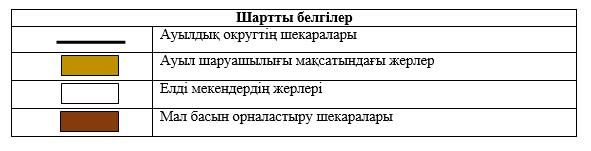 Шартты белгілер
Ауылдық округтің шекаралары
Ауыл шаруашылығы мақсатындағы жерлер
Елді мекендердің жерлері
Мал басын орналастыру шекаралары